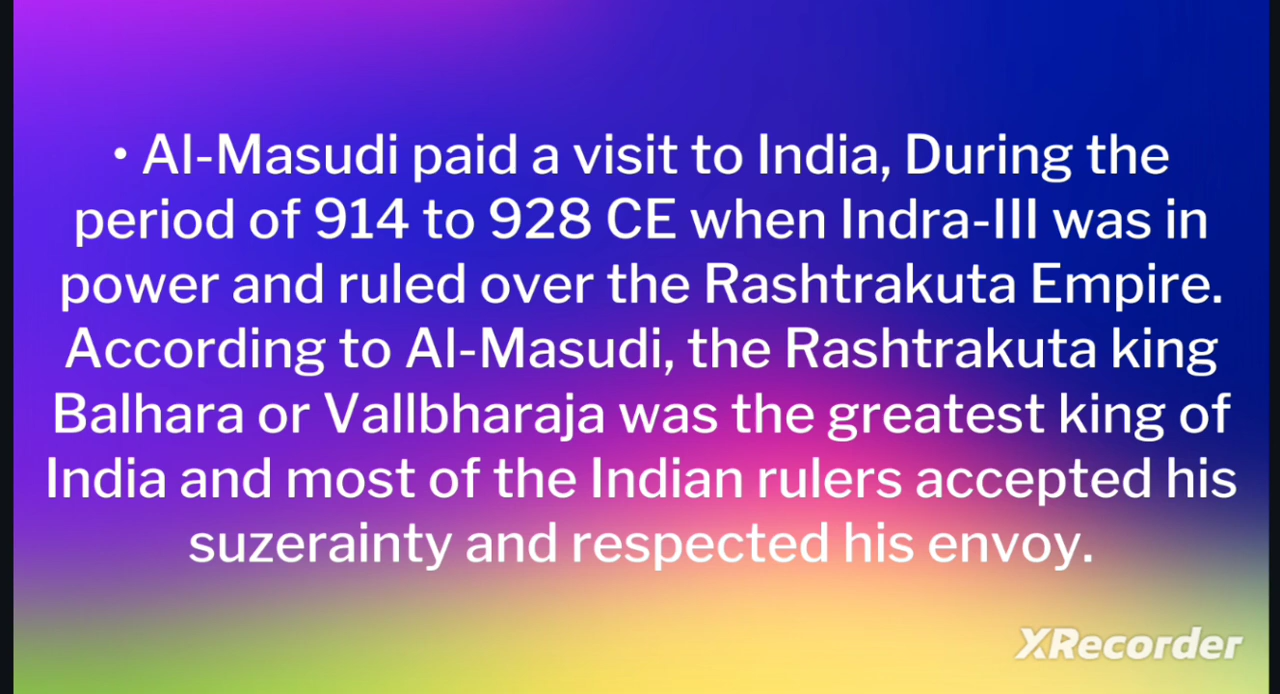 • Al-Masudi paid a visit to India, During the
period of 914 to 928 CE when Indra-III was in
power and ruled over the Rashtrakuta Empire.
According to Al-Masudi, the Rashtrakuta king
Balhara or Vallbharaja was the greatest king of
India and most of the Indian rulers accepted his
suzerainty and respected his envoy.
XRecorder